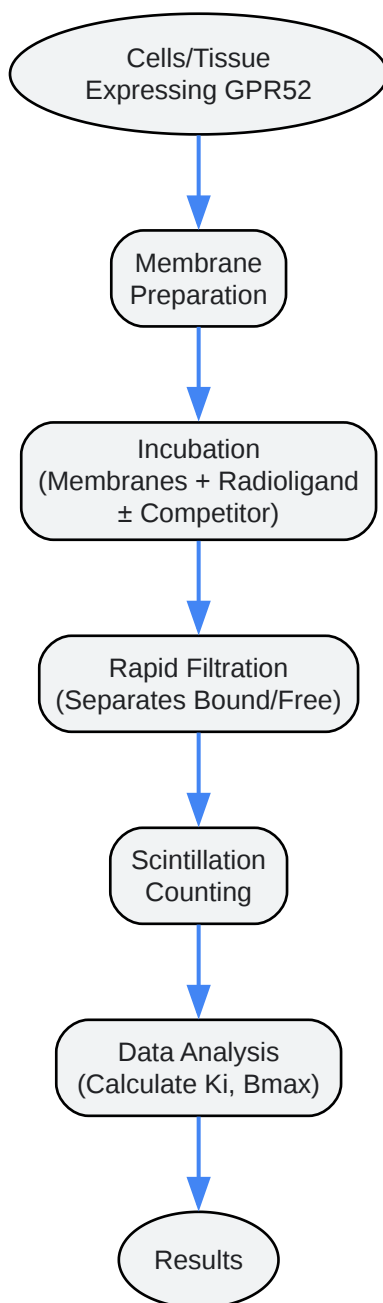 Cells/Tissue
Expressing GPR52
Membrane
Preparation
Incubation
(Membranes + Radioligand
± Competitor)
Rapid Filtration
(Separates Bound/Free)
Scintillation
Counting
Data Analysis
(Calculate Ki, Bmax)
Results